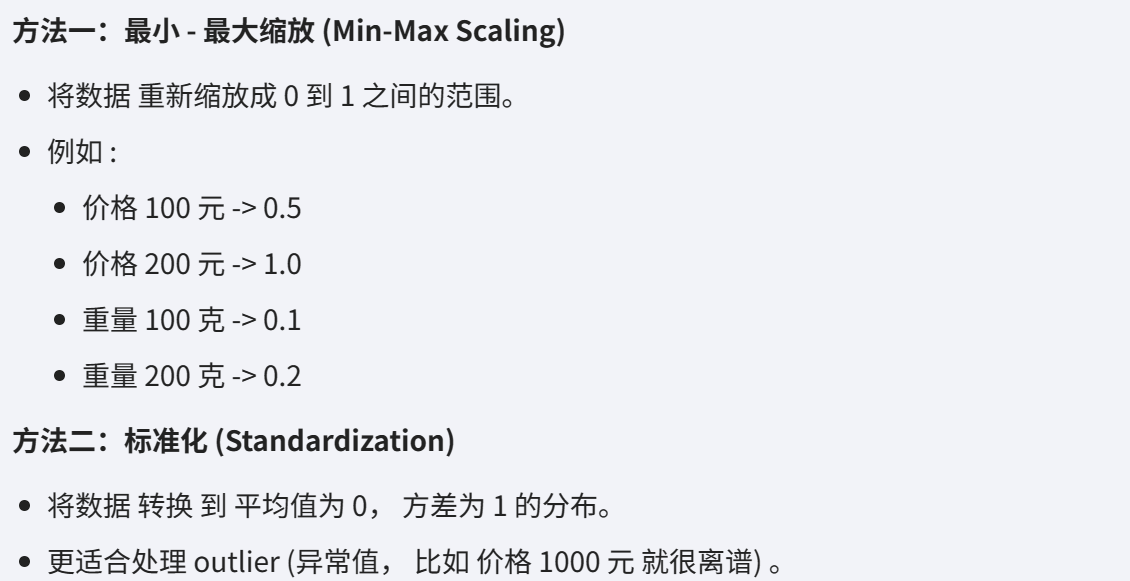 方法一：最小 - 最大缩放 (Min-Max Scaling)
将数据 重新缩放成 0 到 1 之间的范围。
例如 :
价格 100 元 -> 0.5
价格 200 元 -> 1.0
重量 100 克 -> 0.1
重量 200 克 -> 0.2
方法二：标准化 (Standardization)
将数据 转换 到 平均值为 0， 方差为 1 的分布。
更适合处理 outlier (异常值， 比如 价格 1000 元 就很离谱) 。